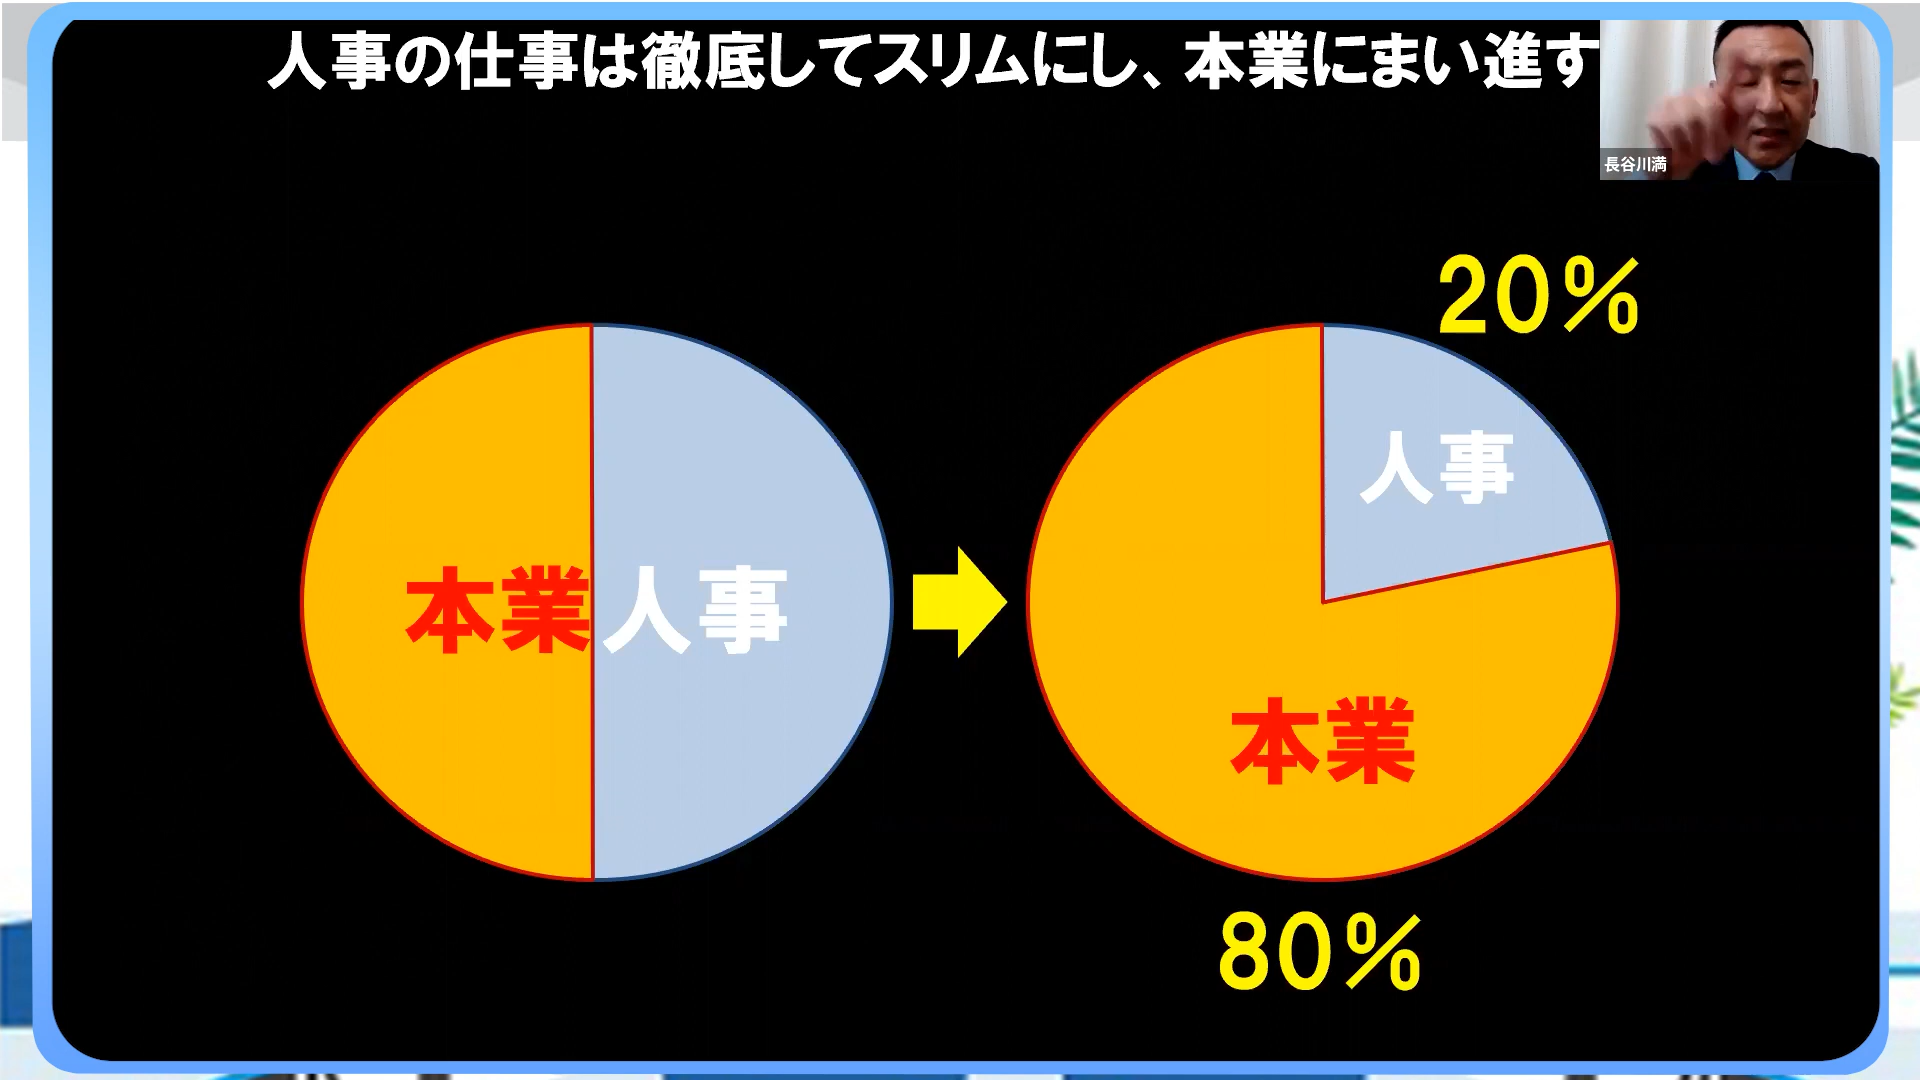 人事の仕事は徹底してスリムにし、本業にまい進す
長谷川満
20%
人事
本業人事
本業
80%